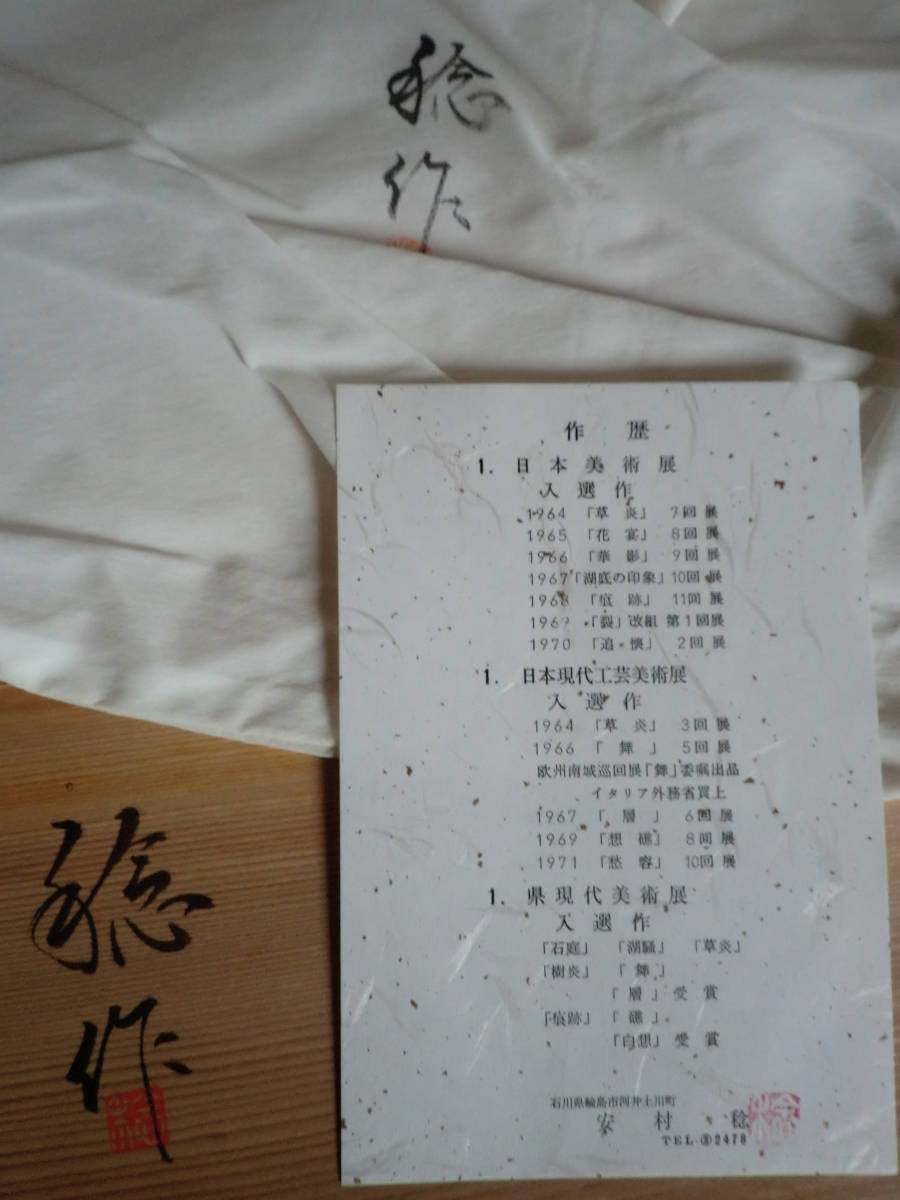 稔
作
作歴
1. 日本美術展
入選作
1964 「草炎」 7回展
1965 「花宴」 8回展
1966 「華影」 9回展
1967「湖底の印象」10回展
1968 「痕跡」 11回展
1969 「裂」改組 第1回展
1970 「追懐」 2回展
1. 日本現代工芸美術展
入選作
1964 「草炎」 3回展
1966 「舞」 5回展
欧州南城巡回展「舞」委嘱出品
イタリア外務省買上
1967 「層」 6回展
1969 「想礁」 8回展
1971 「愁容」 10回展
1. 県現代美術展
入選作
「石庭」 「湖騒」 「草炎」
「樹炎」 「舞」
「層」受賞
「痕跡」 「礁」
「白想」受賞
石川県輪島市河井土川町
安村 稔
TEL ③2478
稔
作